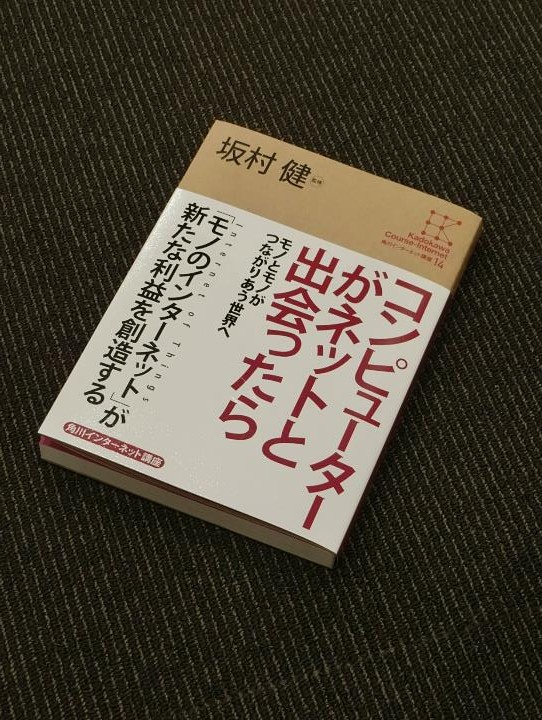 坂村 健 監修
Kadokawa
Course-Internet
角川インターネット講座 14
コンピューター
がネットと
出会ったら
モノとモノが
つながりあう世界へ
Internet of Things
「モノのインターネット」が
新たな利益を創造する
角川インターネット講座